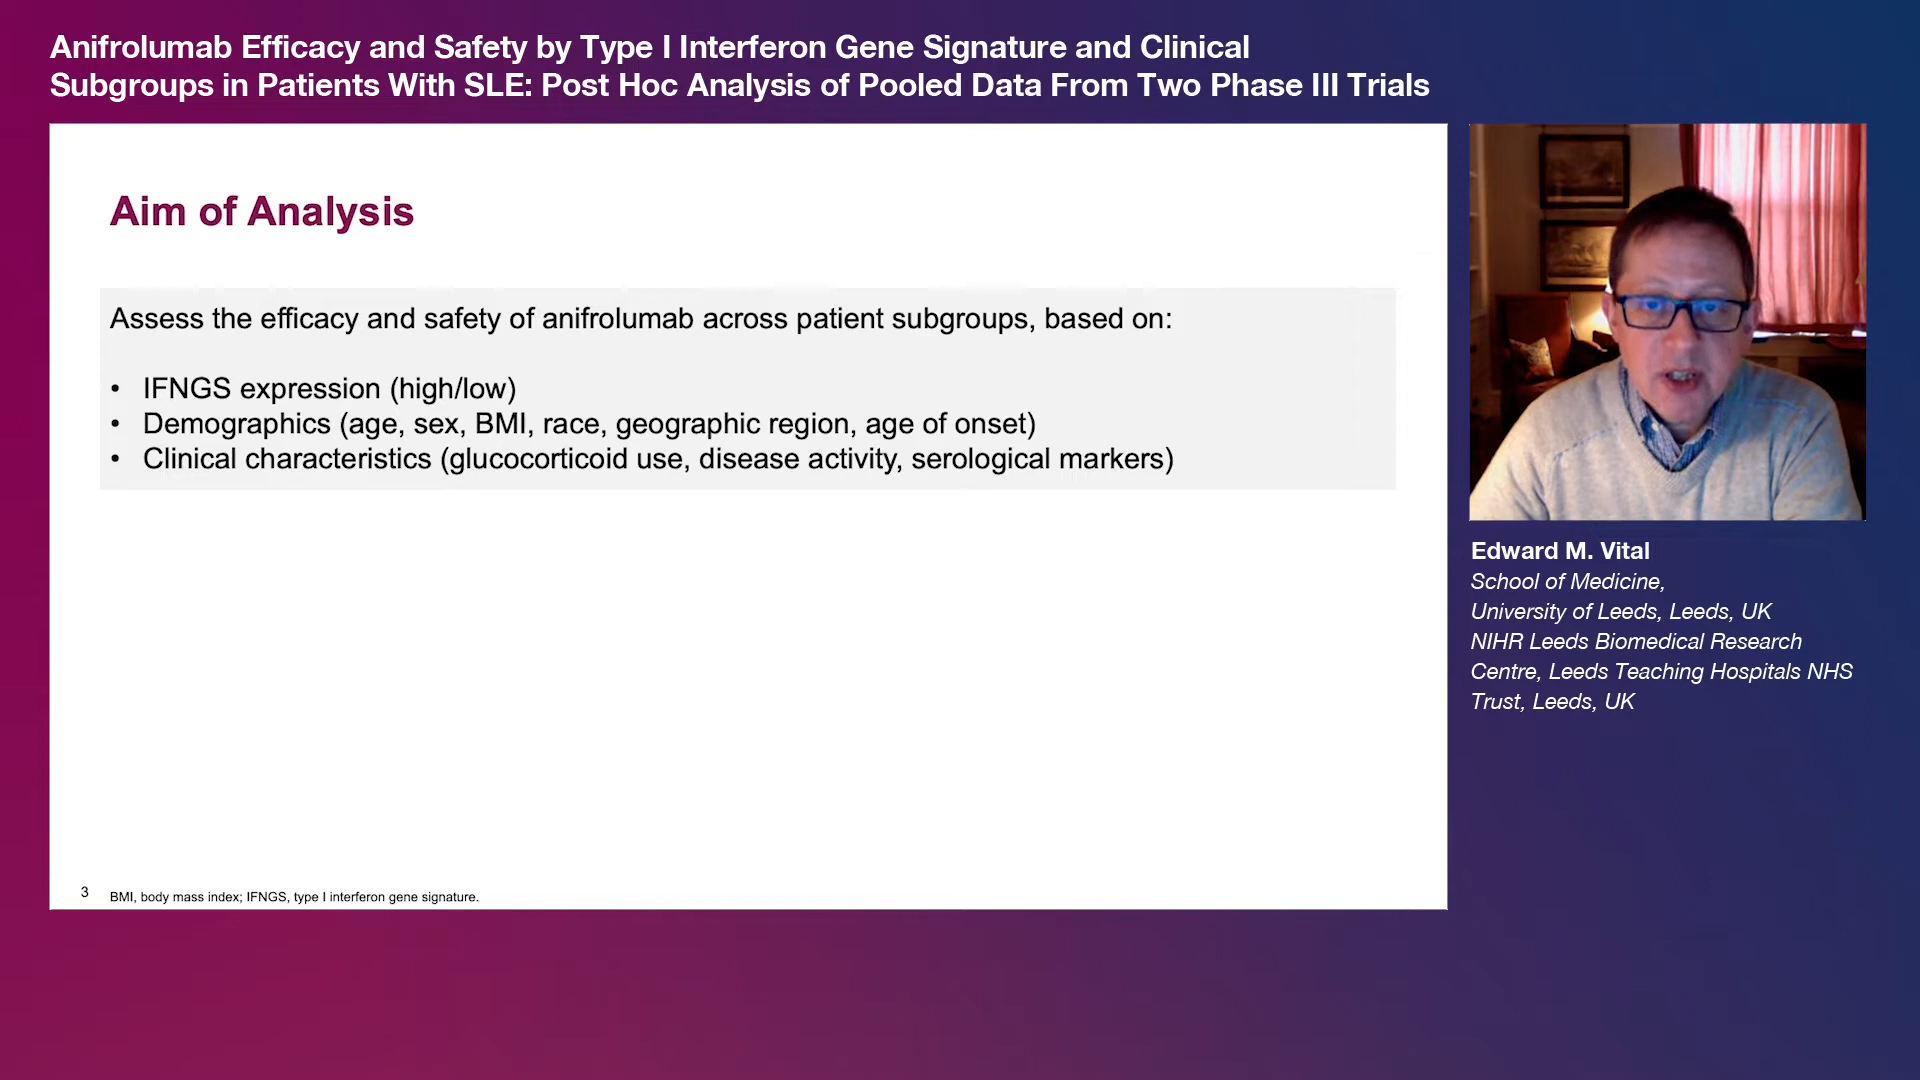 Anifrolumab Efficacy and Safety by Type I Interferon Gene Signature and Clinical
Subgroups in Patients With SLE: Post Hoc Analysis of Pooled Data From Two Phase III Trials
Aim of Analysis
Assess the efficacy and safety of anifrolumab across patient subgroups, based on:
• IFNGS expression (high/low)
• Demographics (age, sex, BMI, race, geographic region, age of onset)
• Clinical characteristics (glucocorticoid use, disease activity, serological markers)
3
BMI, body mass index; IFNGS, type I interferon gene signature.
Edward M. Vital
School of Medicine,
University of Leeds, Leeds, UK
NIHR Leeds Biomedical Research
Centre, Leeds Teaching Hospitals NHS
Trust, Leeds, UK